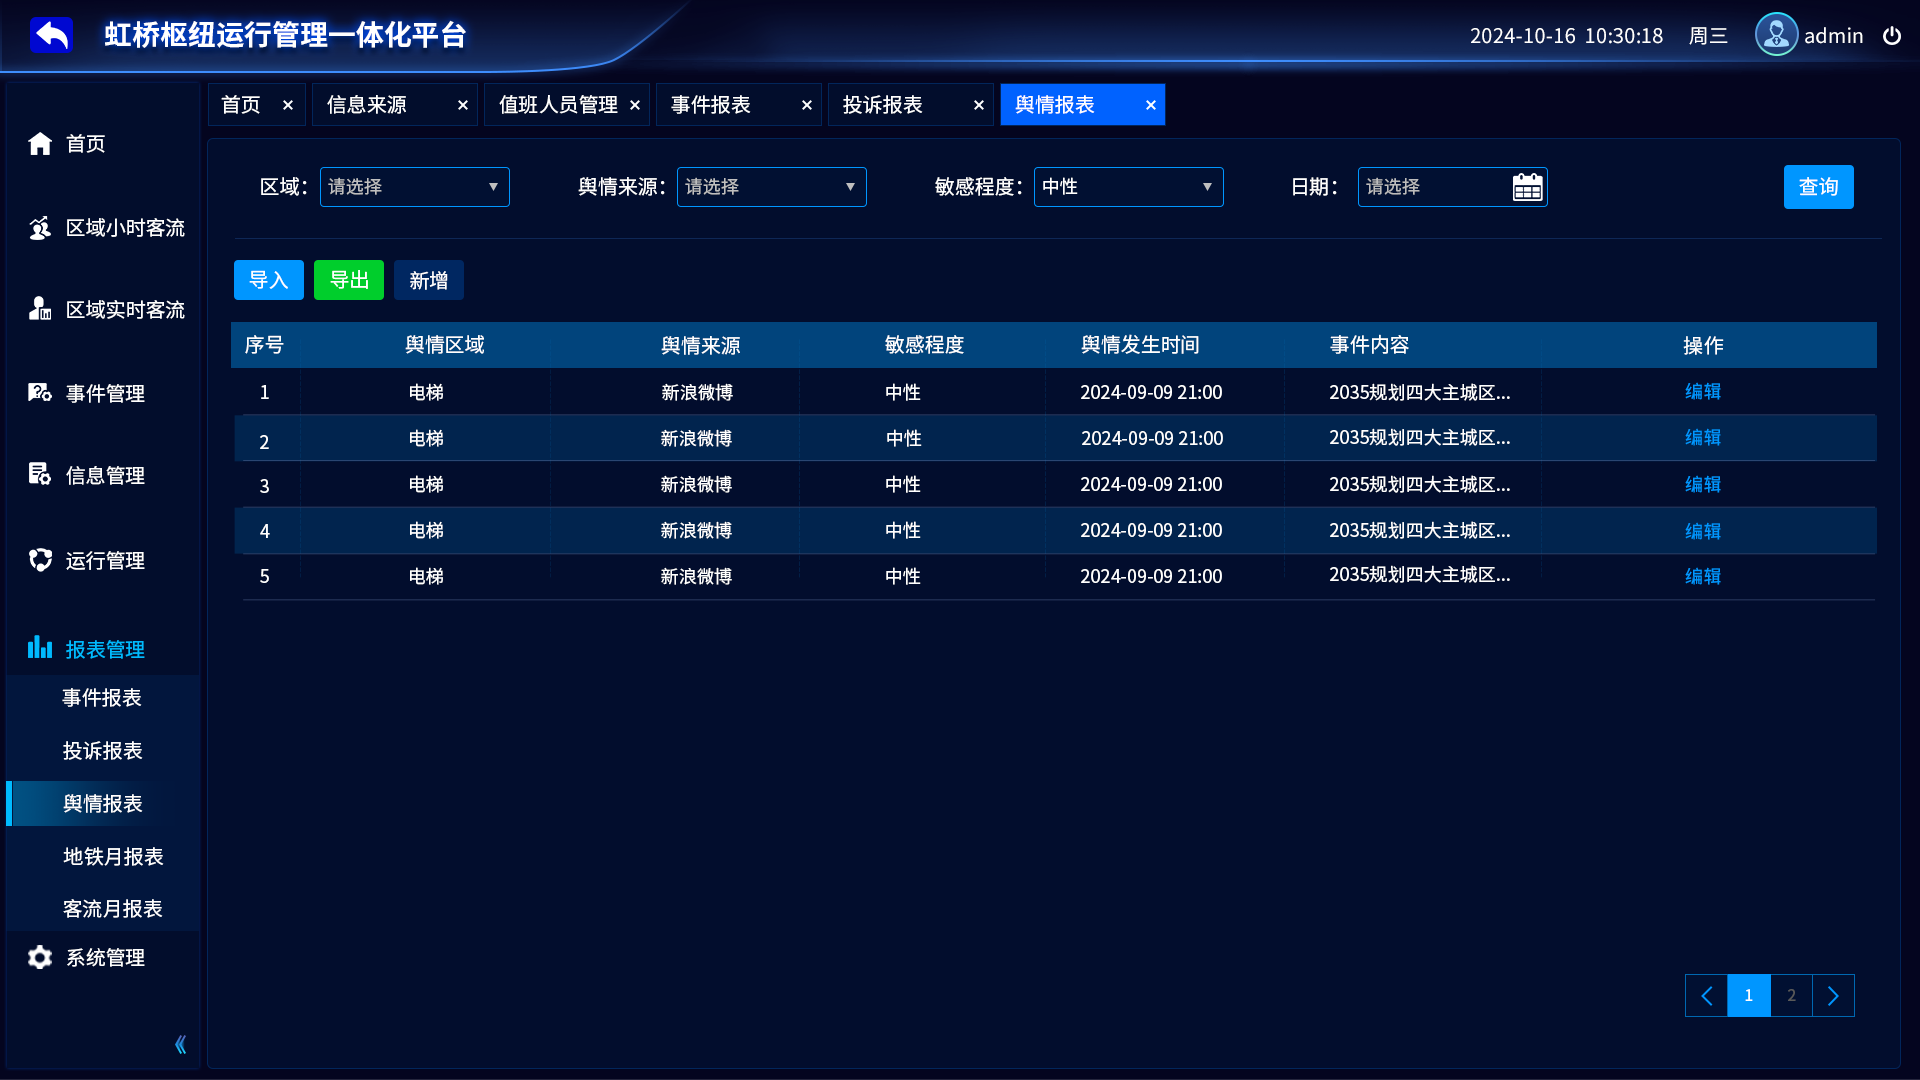 虹桥枢纽运行管理一体化平台
2024-10-16 10:30:18 周三 admin
首页 × 信息来源 × 值班人员管理 × 事件报表 × 投诉报表 × 舆情报表 ×
首页
区域小时客流
区域实时客流
事件管理
信息管理
运行管理
报表管理
事件报表
投诉报表
舆情报表
地铁月报表
客流月报表
系统管理
区域： 请选择 舆情来源： 请选择 敏感程度： 中性 日期： 请选择 查询
导入 导出 新增
序号 舆情区域 舆情来源 敏感程度 舆情发生时间 事件内容 操作
1 电梯 新浪微博 中性 2024-09-09 21:00 2035规划四大主城区... 编辑
2 电梯 新浪微博 中性 2024-09-09 21:00 2035规划四大主城区... 编辑
3 电梯 新浪微博 中性 2024-09-09 21:00 2035规划四大主城区... 编辑
4 电梯 新浪微博 中性 2024-09-09 21:00 2035规划四大主城区... 编辑
5 电梯 新浪微博 中性 2024-09-09 21:00 2035规划四大主城区... 编辑
1 2